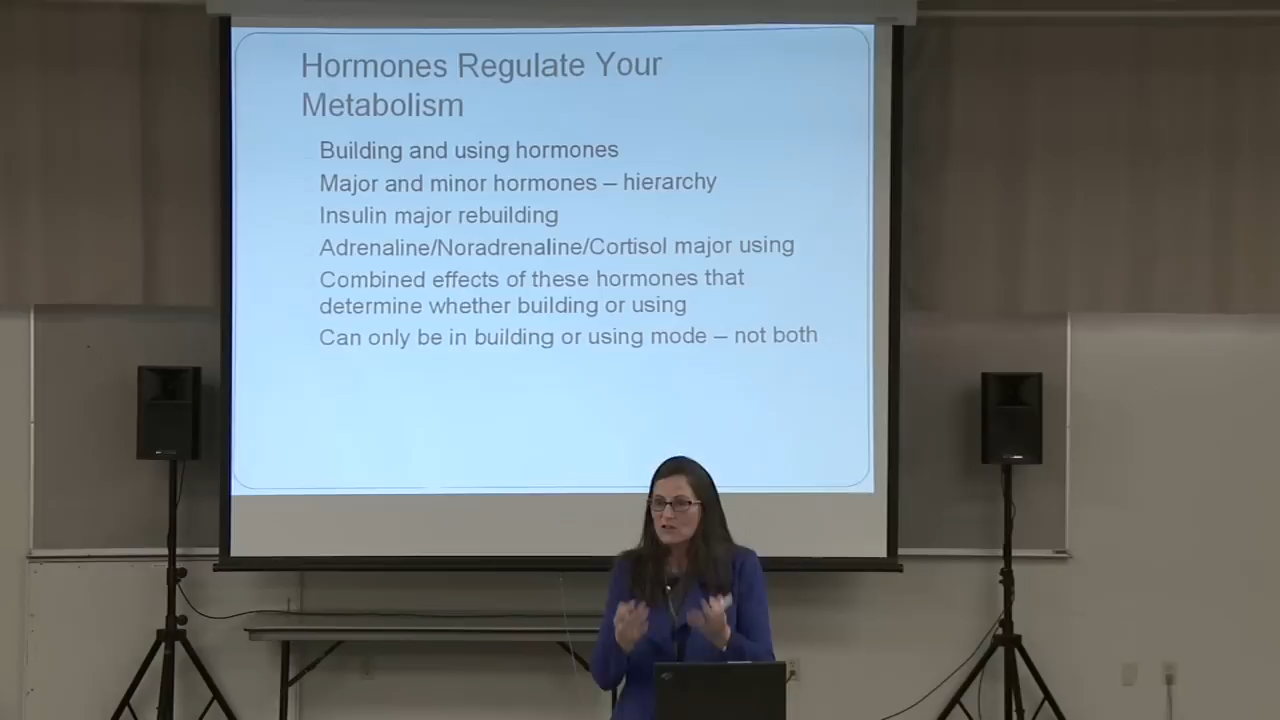 Hormones Regulate Your
Metabolism
Building and using hormones
Major and minor hormones – hierarchy
Insulin major rebuilding
Adrenaline/Noradrenaline/Cortisol major using
Combined effects of these hormones that
determine whether building or using
Can only be in building or using mode – not both